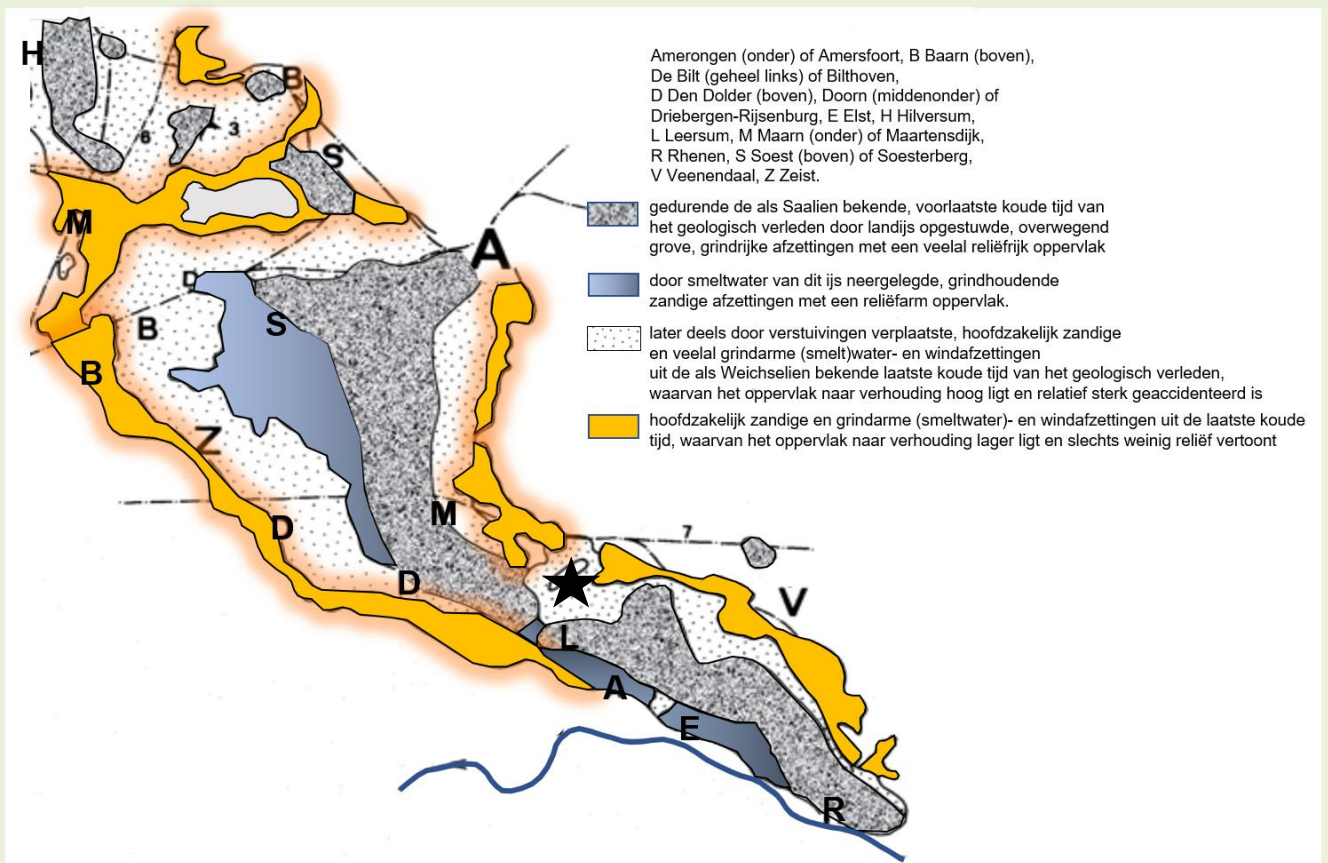 H
B
6
3
S
M
A
D
B
S
B
Z
D
M
D
7
V
L
A
E
R
Amerongen (onder) of Amersfoort, B Baarn (boven),
De Bilt (geheel links) of Bilthoven,
D Den Dolder (boven), Doorn (middenonder) of
Driebergen-Rijsenburg, E Elst, H Hilversum,
L Leersum, M Maarn (onder) of Maartensdijk,
R Rhenen, S Soest (boven) of Soesterberg,
V Veenendaal, Z Zeist.
gedurende de als Saalien bekende, voorlaatste koude tijd van
het geologisch verleden door landijs opgestuwde, overwegend
grove, grindrijke afzettingen met een veelal reliëfrijk oppervlak
door smeltwater van dit ijs neergelegde, grindhoudende
zandige afzettingen met een reliëfarm oppervlak.
later deels door verstuivingen verplaatste, hoofdzakelijk zandige
en veelal grindarme (smelt)water- en windafzettingen
uit de als Weichselien bekende laatste koude tijd van het geologisch verleden,
waarvan het oppervlak naar verhouding hoog ligt en relatief sterk geaccidenteerd is
hoofdzakelijk zandige en grindarme (smeltwater)- en windafzettingen uit de laatste koude
tijd, waarvan het oppervlak naar verhouding lager ligt en slechts weinig reliëf vertoont